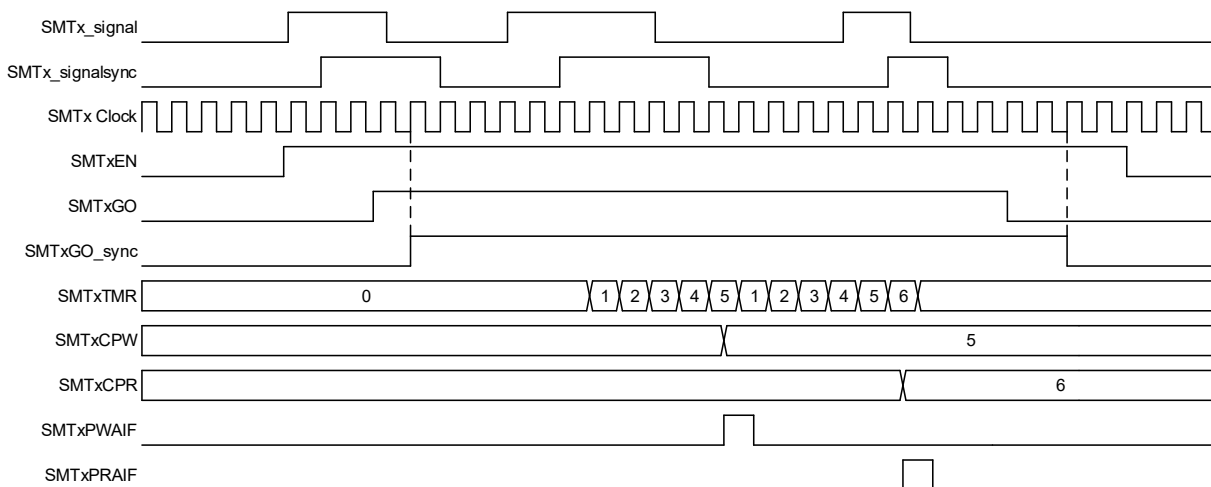 SMTx_signal
SMTx_signalsync
SMTx Clock
SMTxEN
SMTxGO
SMTxGO_sync
SMTxTMR 0 1 2 3 4 5 1 2 3 4 5 6
SMTxCPW 5
SMTxCPR 6
SMTxPWAIF
SMTxPRAIF